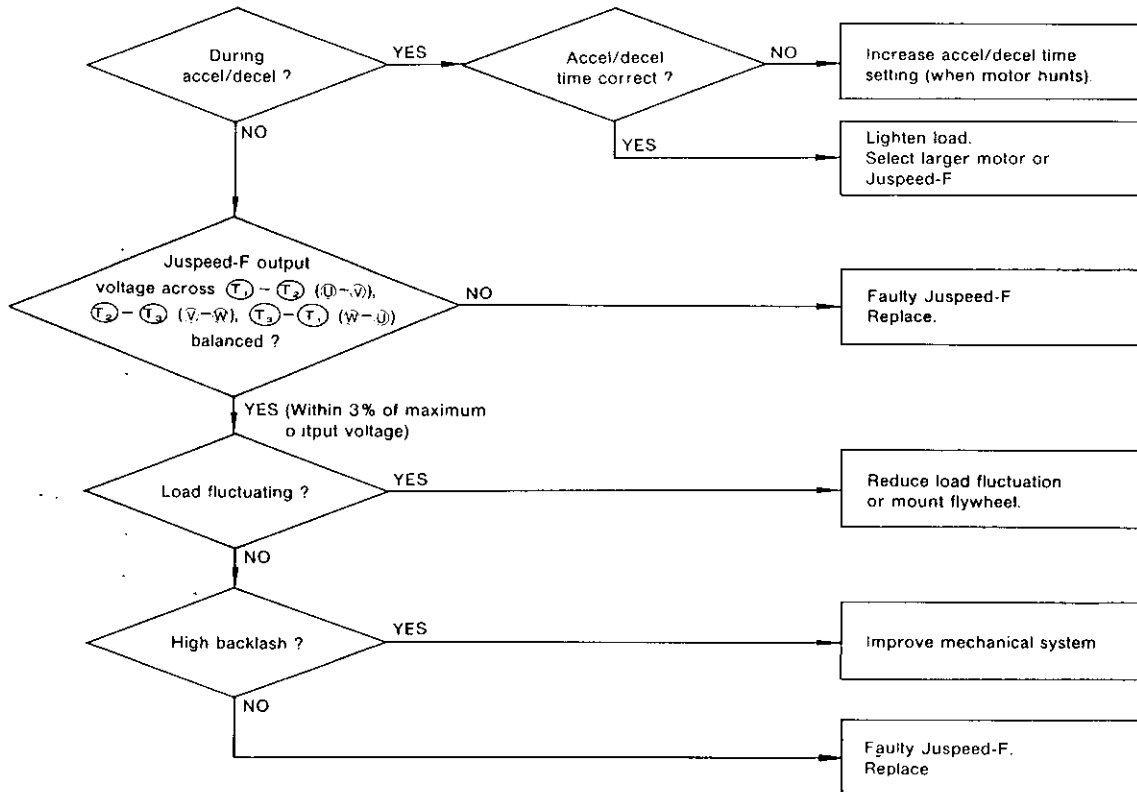 During
accel/decel ?
YES
Accel/decel
time correct ?
NO
Increase accel/decel time
setting (when motor hunts).
NO
YES
Lighten load.
Select larger motor or
Juspeed-F
Juspeed-F output
voltage across T1 – T2 (U–V),
T2 – T3 (V–W), T3 – T1 (W–U)
balanced ?
NO
Faulty Juspeed-F
Replace.
YES (Within 3% of maximum
output voltage)
Load fluctuating ?
YES
Reduce load fluctuation
or mount flywheel.
NO
High backlash ?
YES
Improve mechanical system
NO
Faulty Juspeed-F.
Replace